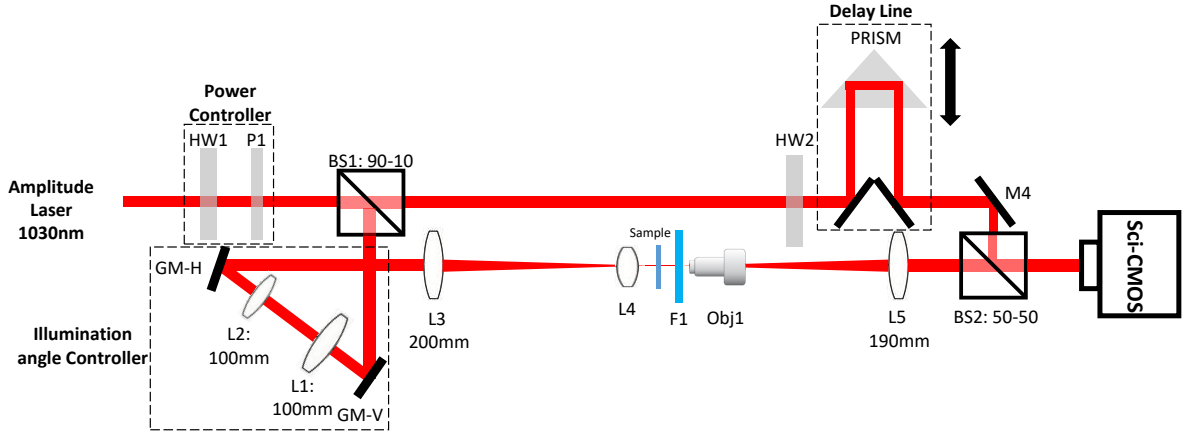 Delay Line
PRISM
Power
Controller
HW1
P1
BS1: 90-10
HW2
M4
Amplitude
Laser
1030nm
Sci-CMOS
GM-H
Sample
L2:
100mm
L3
200mm
L4
F1
Obj1
L5
190mm
BS2: 50-50
Illumination
angle Controller
L1:
100mm
GM-V